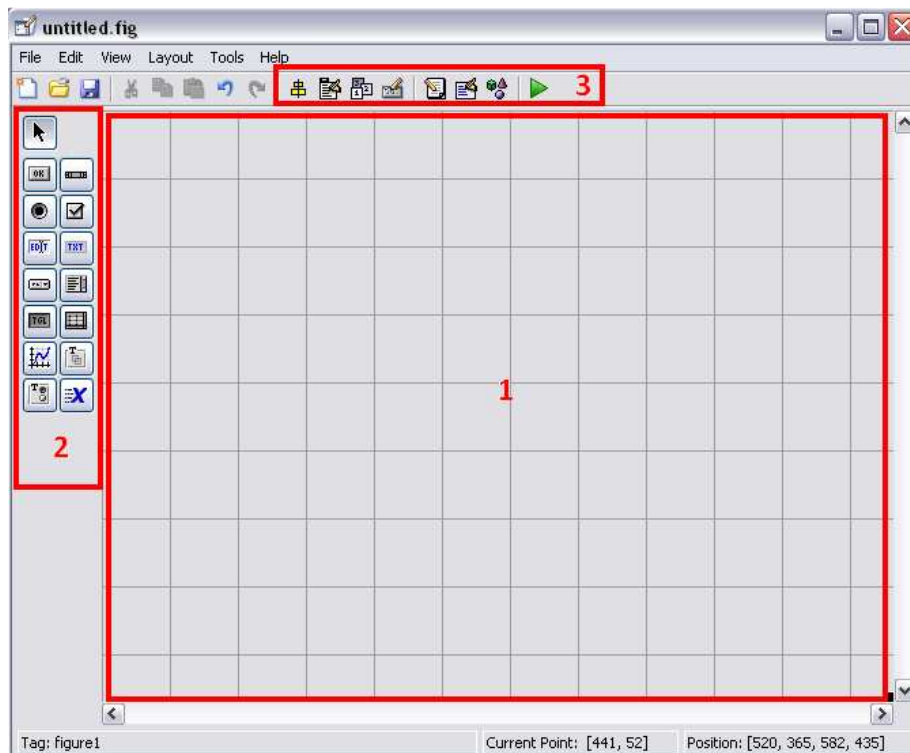 untitled.fig
File Edit View Layout Tools Help
3
OK
EDIT TXT
TGL
1
2
Tag: figure1 Current Point: [441, 52] Position: [520, 365, 582, 435]